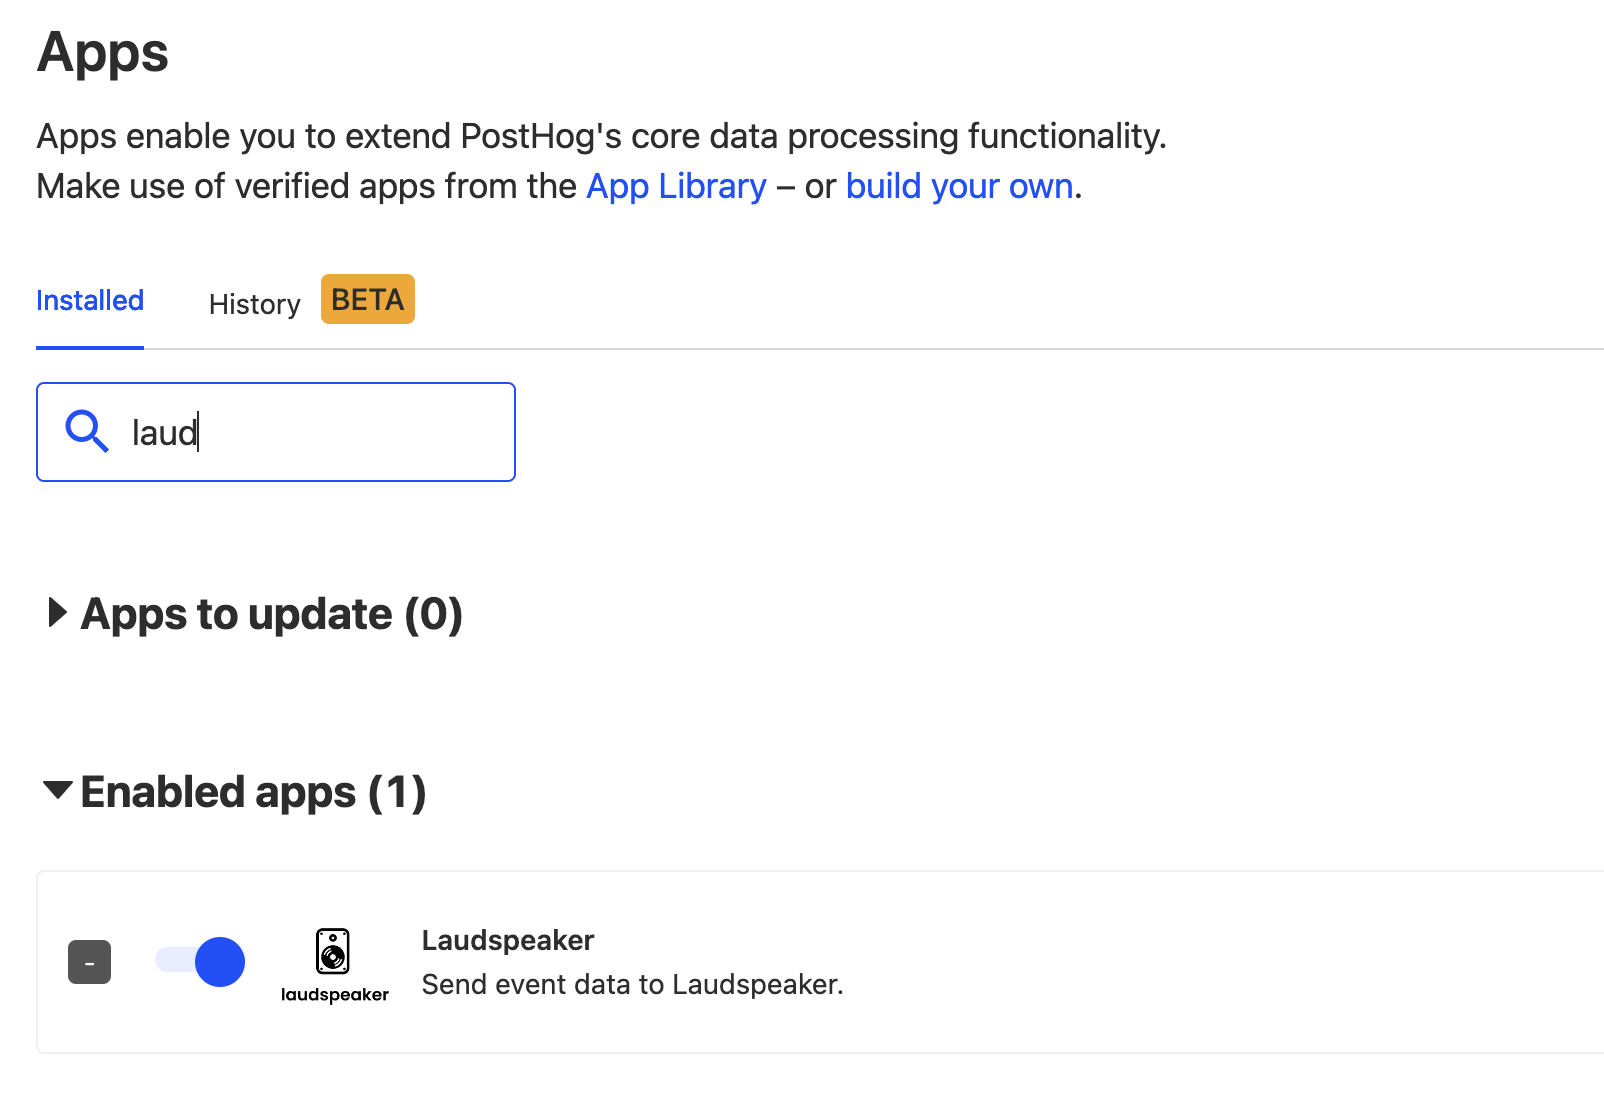 Apps
Apps enable you to extend PostHog's core data processing functionality.
Make use of verified apps from the App Library – or build your own.
Installed
History
BETA
laud
Apps to update (0)
Enabled apps (1)
-
laudspeaker
Laudspeaker
Send event data to Laudspeaker.